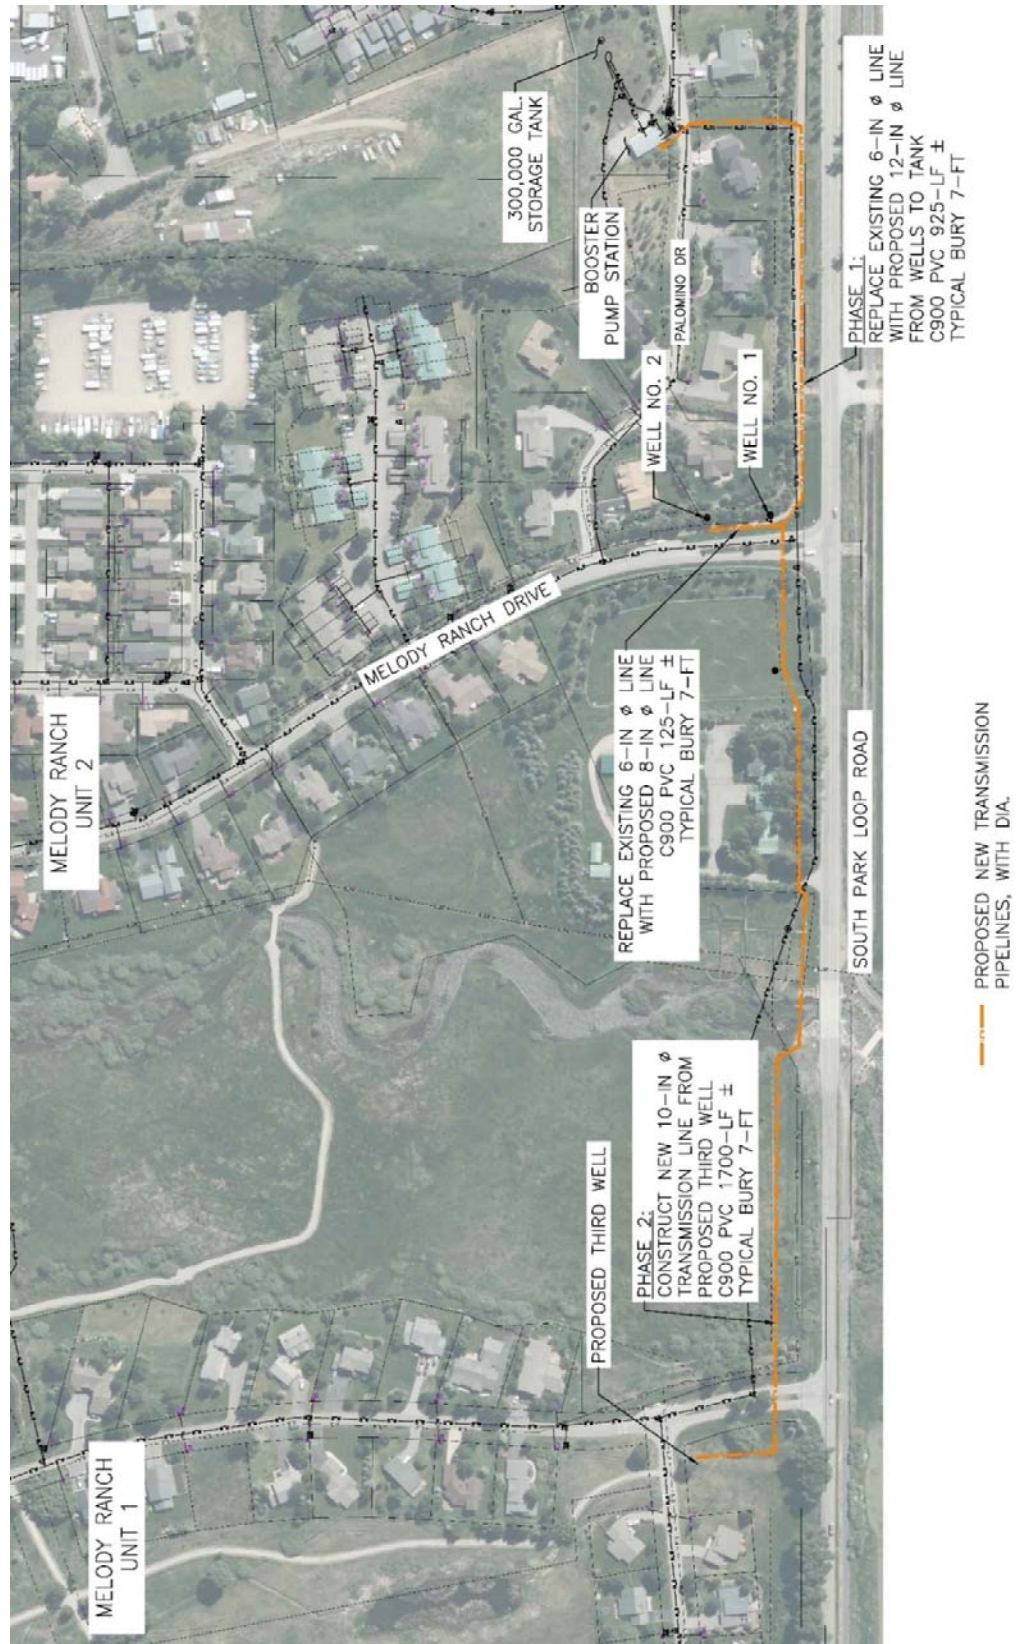 MELODY RANCH
UNIT 1
MELODY RANCH
UNIT 2
MELODY RANCH DRIVE
300,000 GAL.
STORAGE TANK
BOOSTER
PUMP STATION
PALOMINO DR
WELL NO. 2
WELL NO. 1
REPLACE EXISTING 6-IN ⌀ LINE
WITH PROPOSED 8-IN ⌀ LINE
C900 PVC 125-LF ±
TYPICAL BURY 7-FT
PROPOSED THIRD WELL
PHASE 2:
CONSTRUCT NEW 10-IN ⌀
TRANSMISSION LINE FROM
PROPOSED THIRD WELL
C900 PVC 1700-LF ±
TYPICAL BURY 7-FT
SOUTH PARK LOOP ROAD
PHASE 1:
REPLACE EXISTING 6-IN ⌀ LINE
WITH PROPOSED 12-IN ⌀ LINE
FROM WELLS TO TANK
C900 PVC 925-LF ±
TYPICAL BURY 7-FT
PROPOSED NEW TRANSMISSION
PIPELINES, WITH DIA.